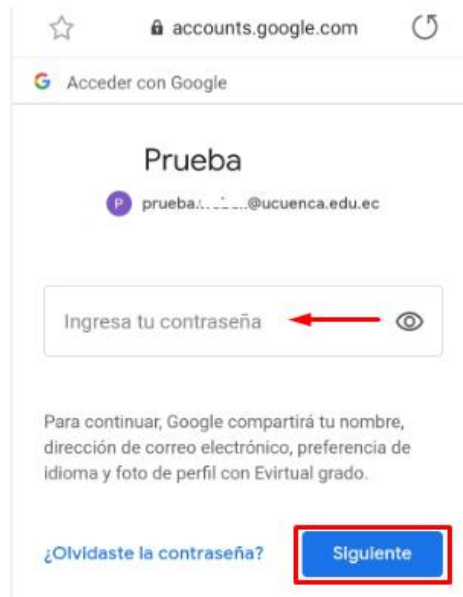 accounts.google.com
G Acceder con Google
Prueba
P prueba @ucuenca.edu.ec
Ingresa tu contraseña
Para continuar, Google compartirá tu nombre,
dirección de correo electrónico, preferencia de
idioma y foto de perfil con Evirtual grado.
¿Olvidaste la contraseña? Siguiente